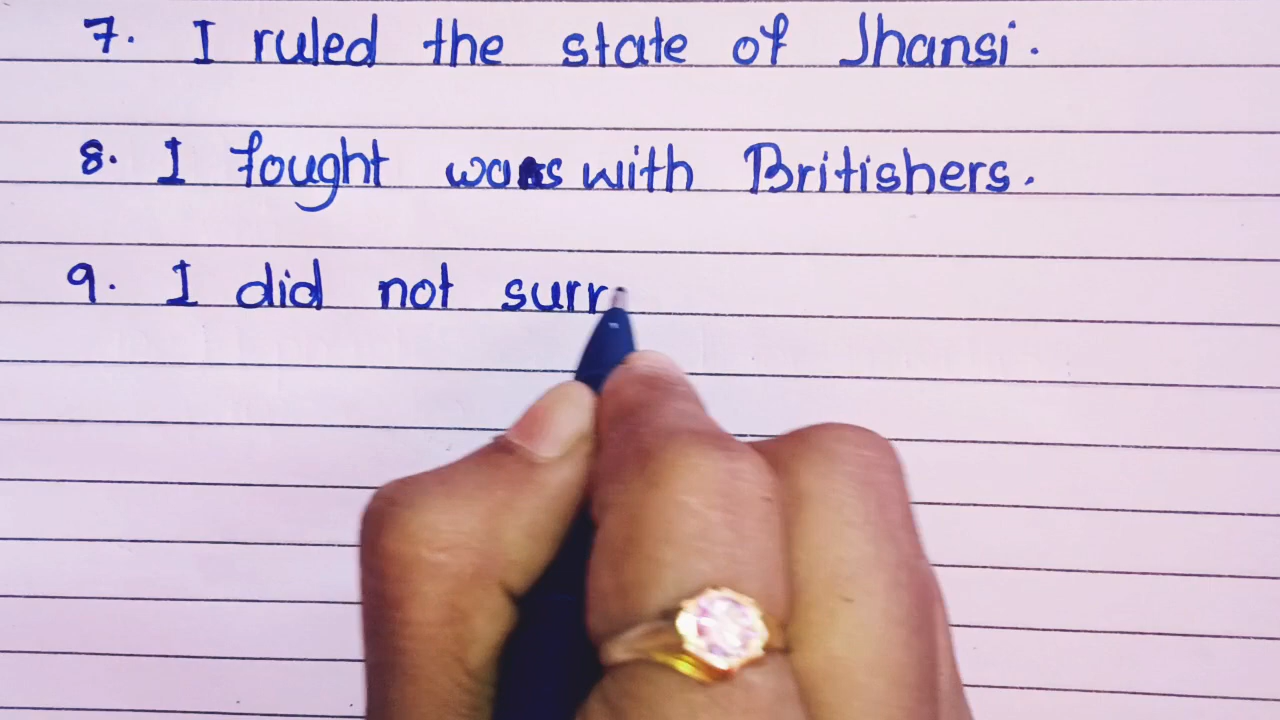 7. I ruled the state of Jhansi.
8. I fought wars with Britishers.
9. I did not surr